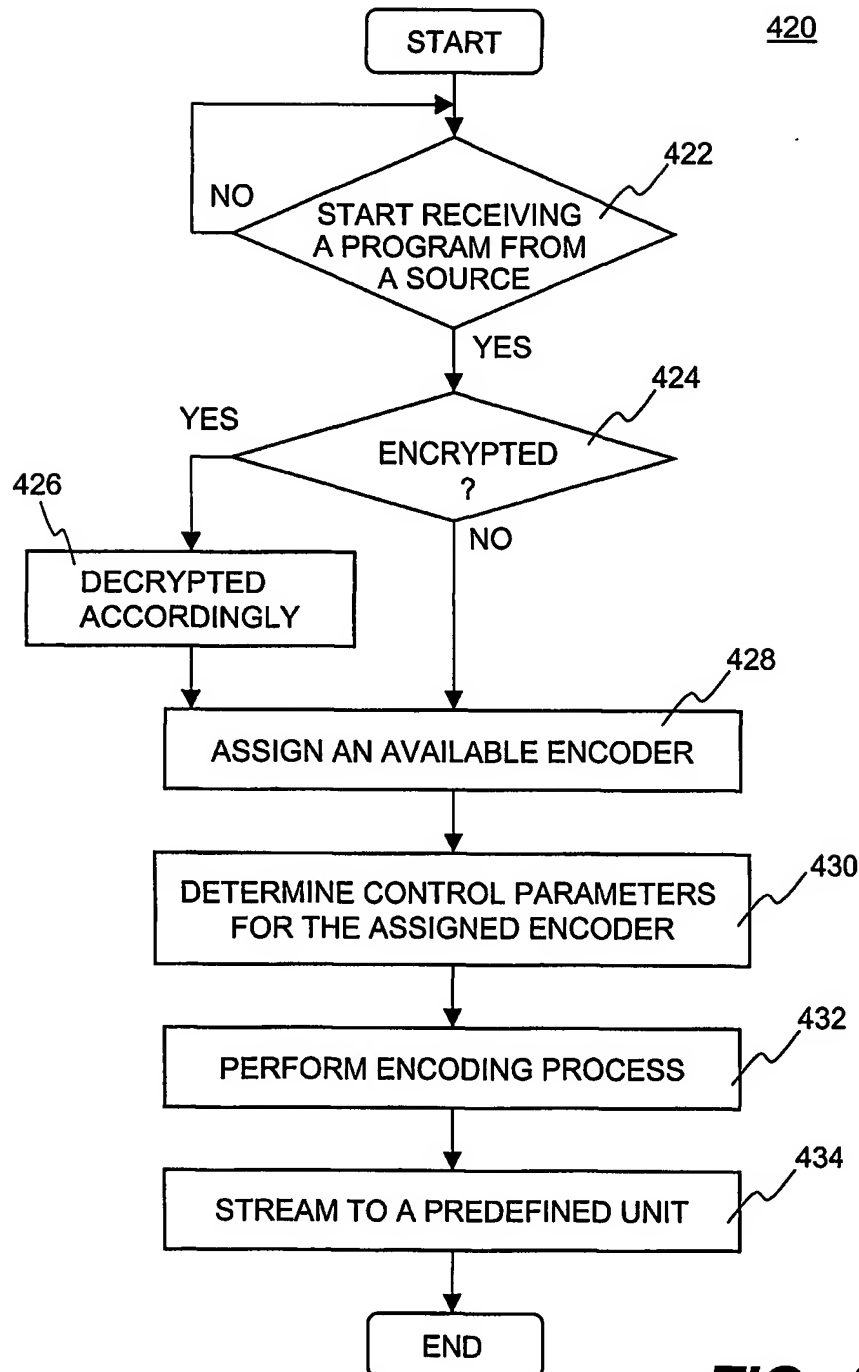 START
420
422
NO
START RECEIVING
A PROGRAM FROM
A SOURCE
YES
424
YES
ENCRYPTED
?
426
NO
DECRYPTED
ACCORDINGLY
428
ASSIGN AN AVAILABLE ENCODER
430
DETERMINE CONTROL PARAMETERS
FOR THE ASSIGNED ENCODER
432
PERFORM ENCODING PROCESS
434
STREAM TO A PREDEFINED UNIT
END